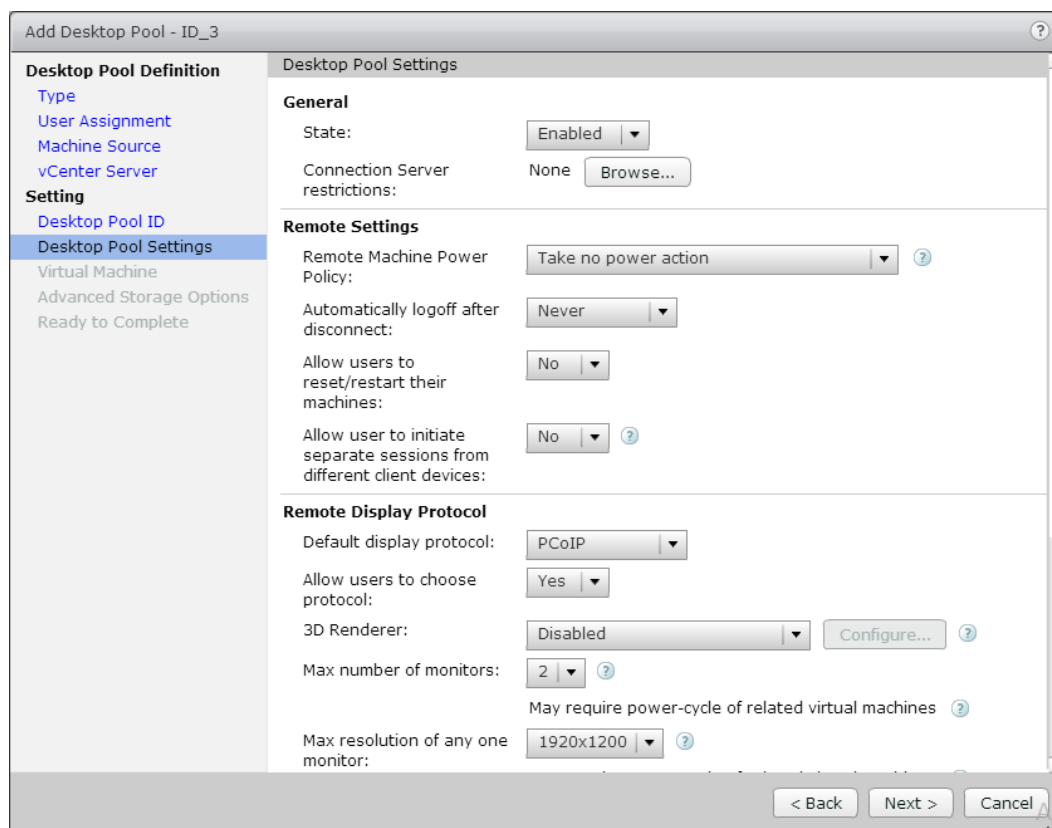 Add Desktop Pool - ID_3
?
Desktop Pool Definition
Type
User Assignment
Machine Source
vCenter Server
Setting
Desktop Pool ID
Desktop Pool Settings
Virtual Machine
Advanced Storage Options
Ready to Complete
Desktop Pool Settings
General
State:
Enabled
Connection Server
restrictions:
None
Browse...
Remote Settings
Remote Machine Power
Policy:
Take no power action
?
Automatically logoff after
disconnect:
Never
Allow users to
reset/restart their
machines:
No
Allow user to initiate
separate sessions from
different client devices:
No
?
Remote Display Protocol
Default display protocol:
PCoIP
Allow users to choose
protocol:
Yes
3D Renderer:
Disabled
Configure...
?
Max number of monitors:
2
?
May require power-cycle of related virtual machines
?
Max resolution of any one
monitor:
1920x1200
?
< Back
Next >
Cancel